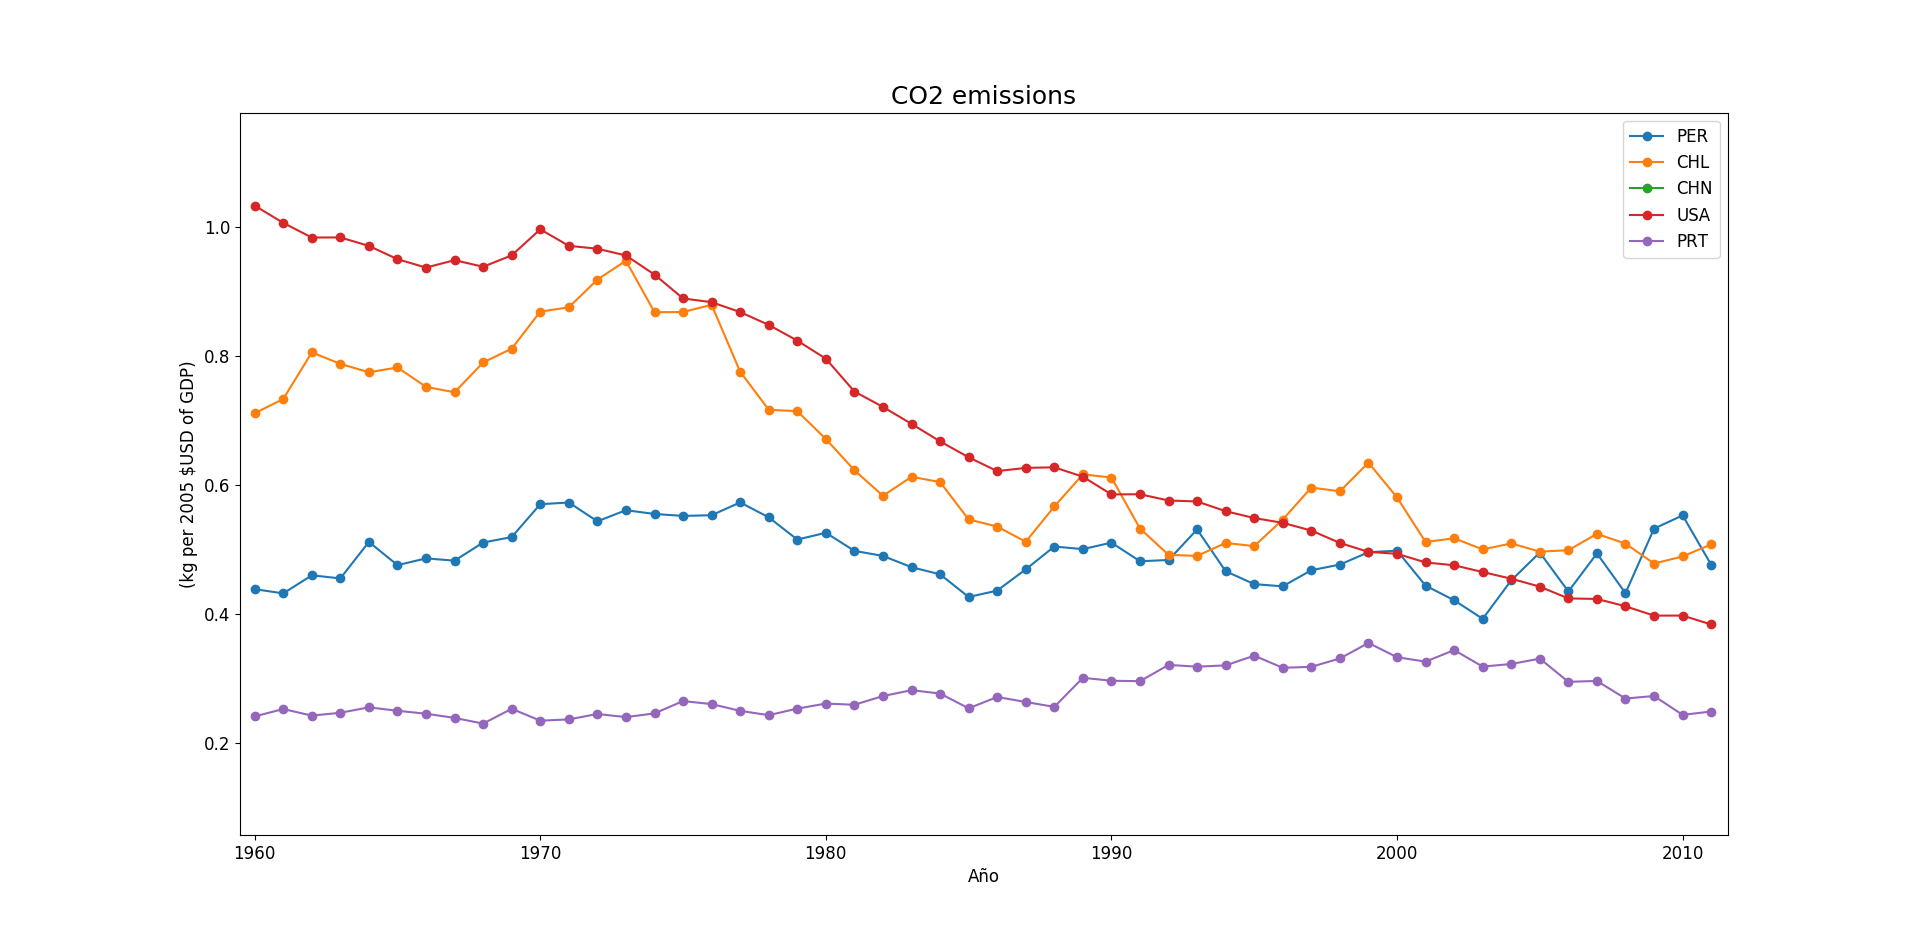 CO2 emissions
PER
CHL
CHN
USA
PRT
1.0
0.8
0.6
0.4
0.2
(kg per 2005 $USD of GDP)
1960 1970 1980 1990 2000 2010
Año